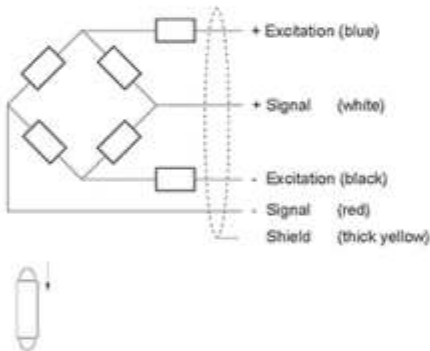 + Excitation (blue)
+ Signal (white)
- Excitation (black)
- Signal (red)
Shield (thick yellow)